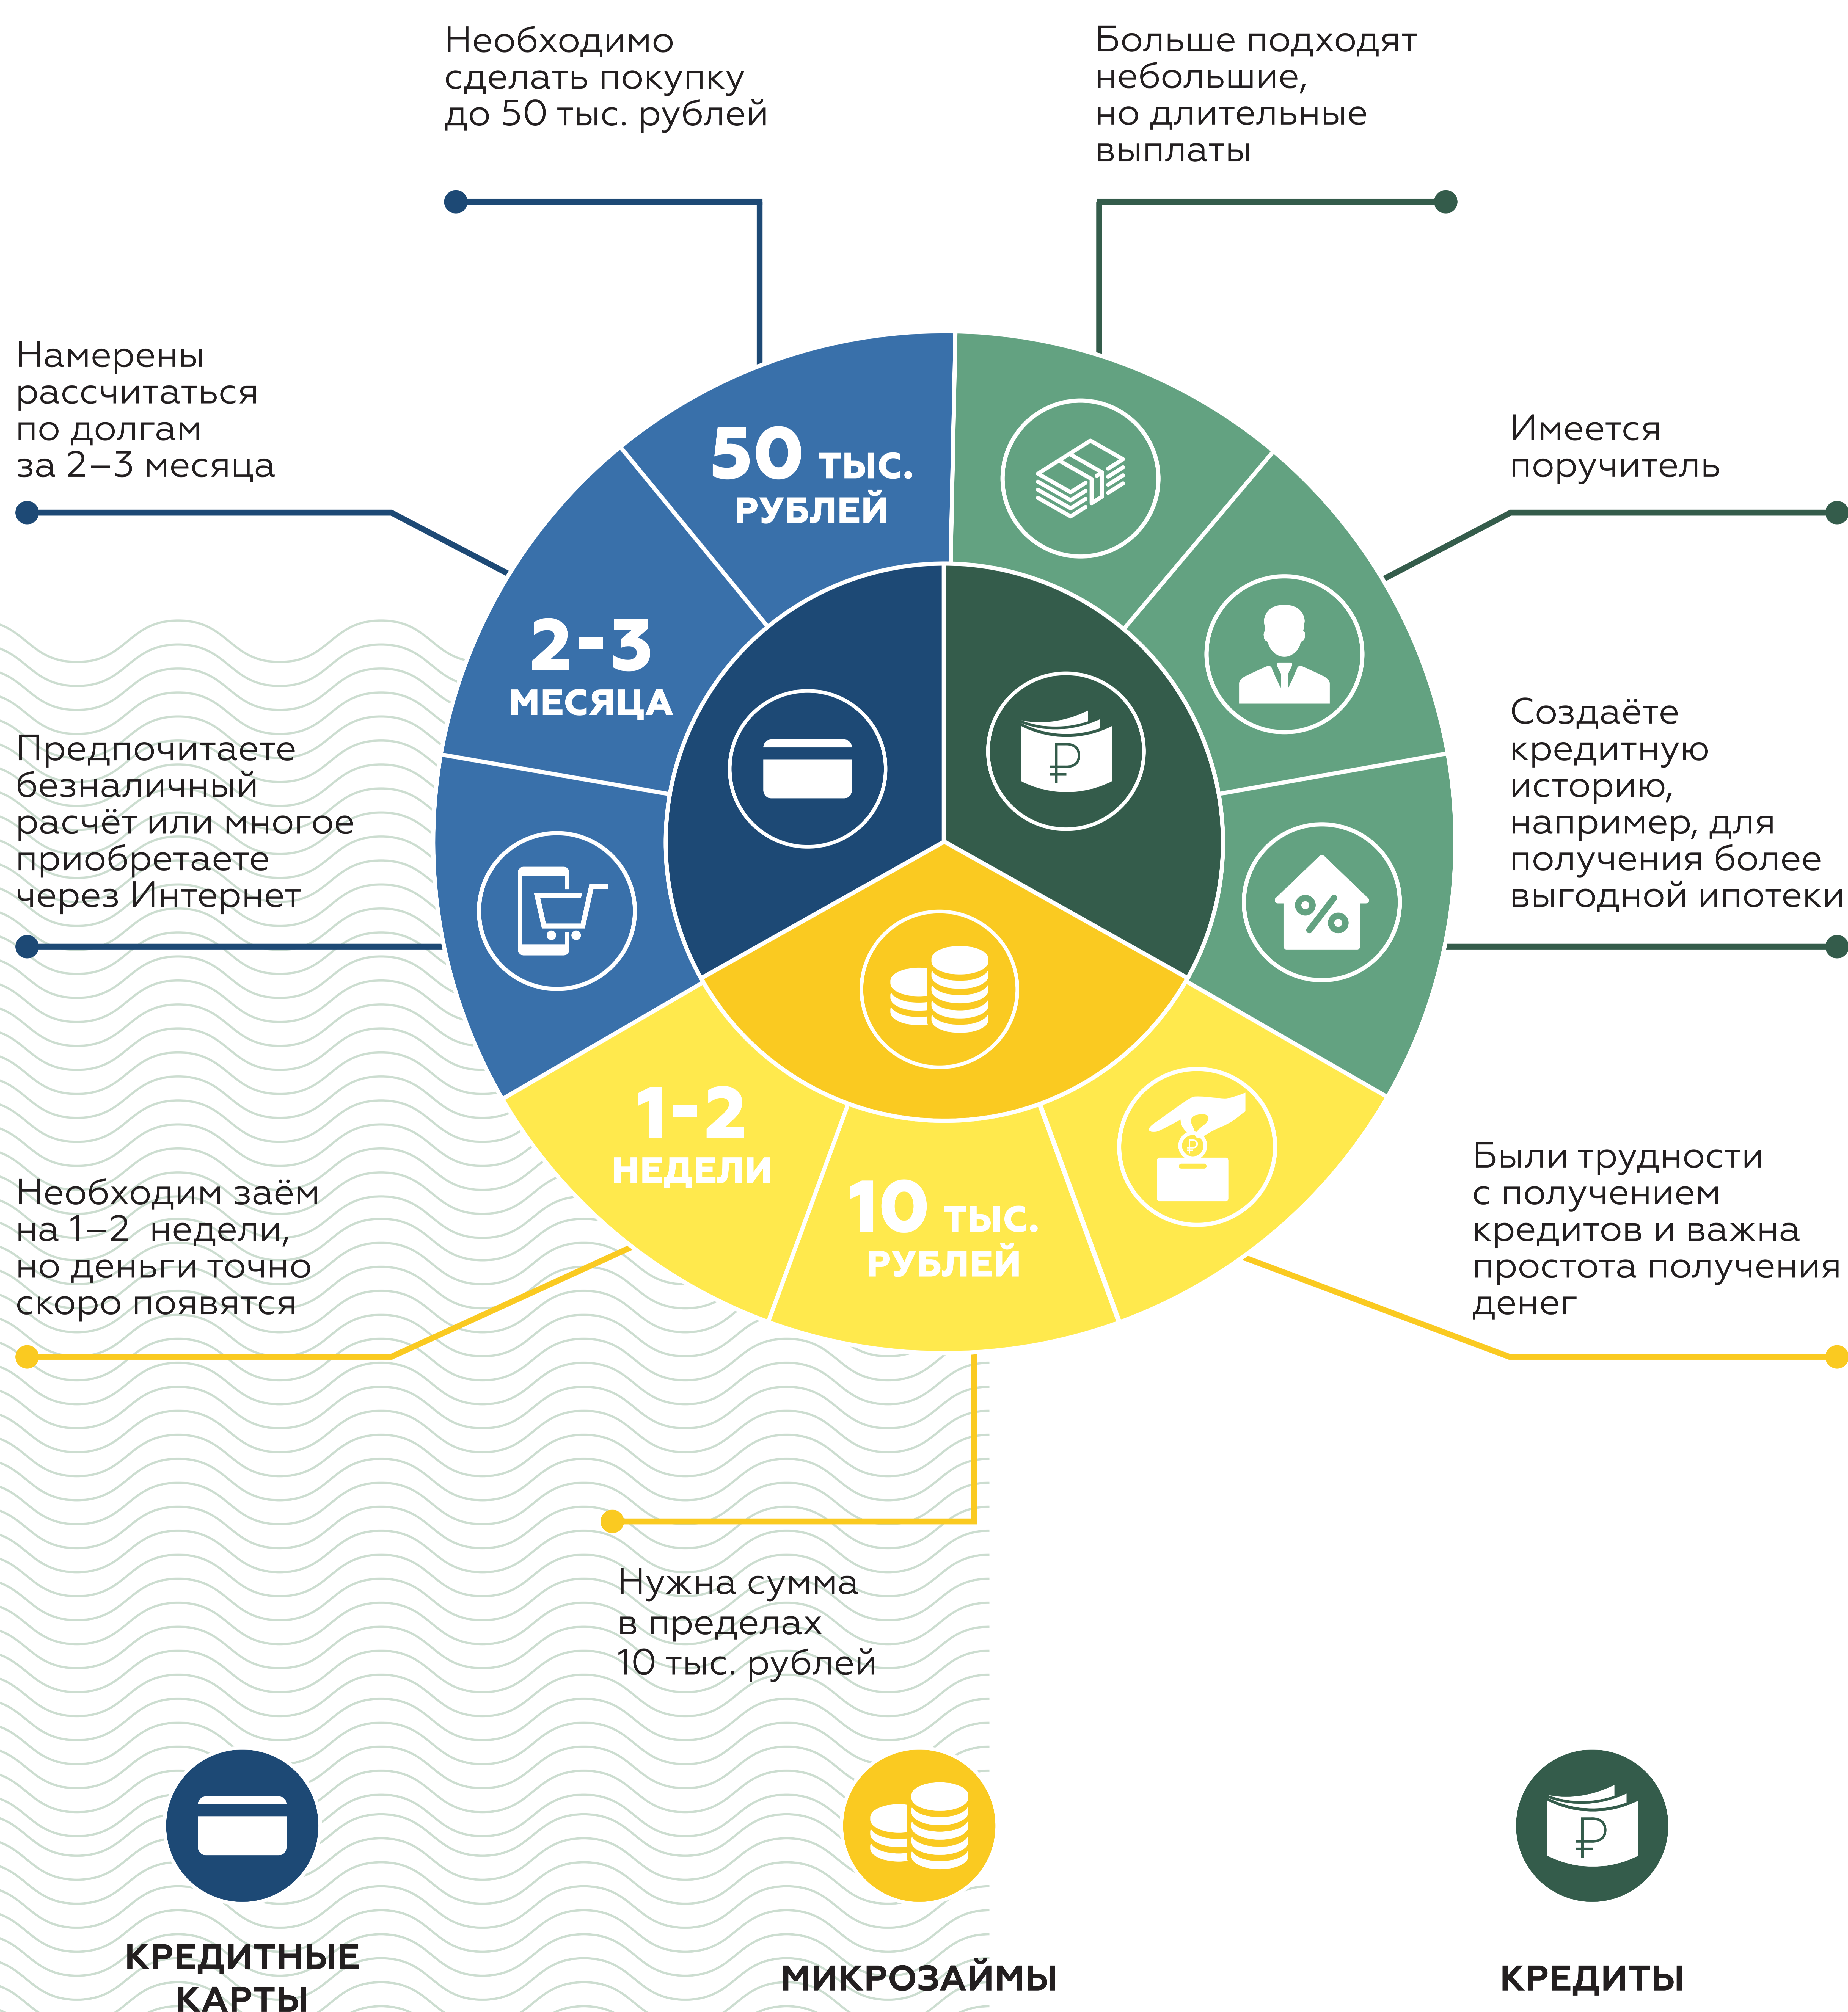 Необходимо
сделать покупку
до 50 тыс. рублей
Больше подходят
небольшие,
но длительные
выплаты
Намерены
рассчитаться
по долгам
за 2–3 месяца
Имеется
поручитель
50 ТЫС.
РУБЛЕЙ
2-3
МЕСЯЦА
Предпочитаете
безналичный
расчёт или многое
приобретаете
через Интернет
Создаёте
кредитную
историю,
например, для
получения более
выгодной ипотеки
1-2
НЕДЕЛИ
10 ТЫС.
РУБЛЕЙ
Необходим заём
на 1–2 недели,
но деньги точно
скоро появятся
Были трудности
с получением
кредитов и важна
простота получения
денег
Нужна сумма
в пределах
10 тыс. рублей
КРЕДИТНЫЕ
КАРТЫ
МИКРОЗАЙМЫ
КРЕДИТЫ